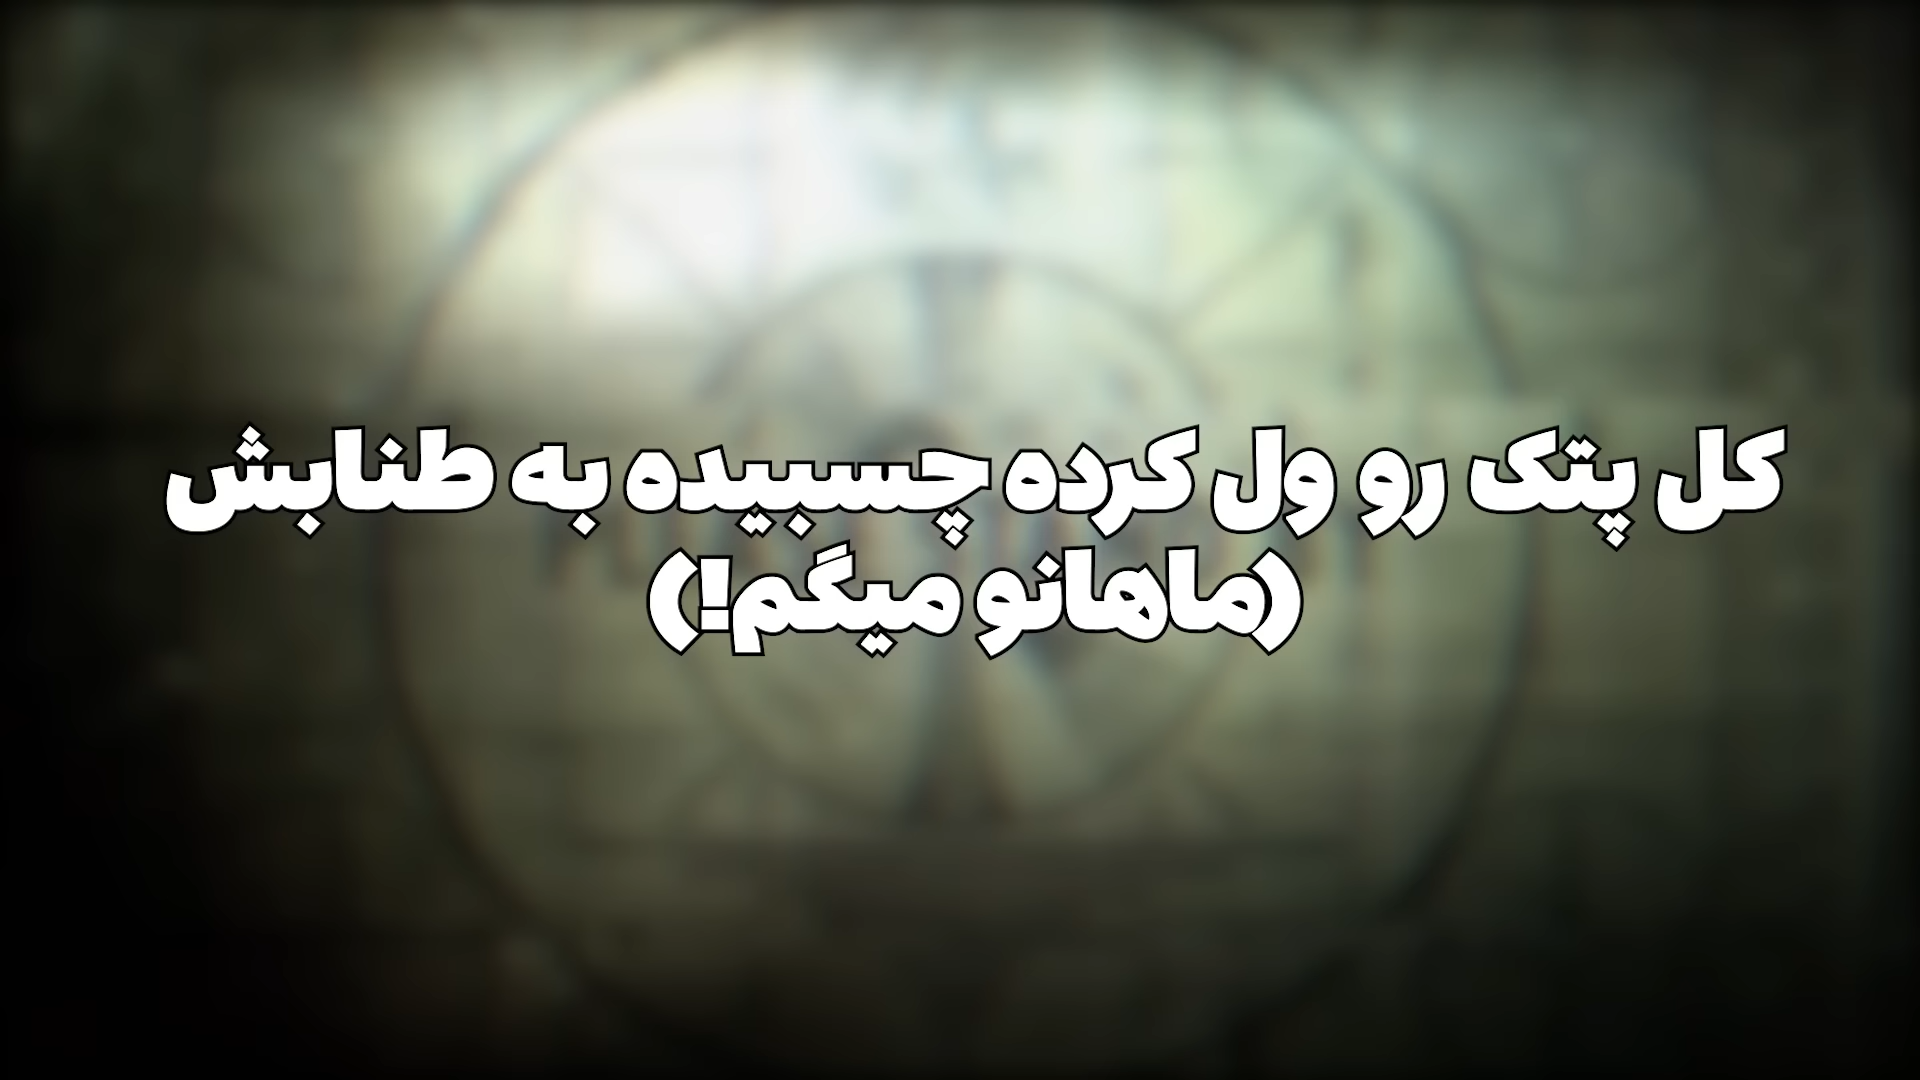 کل پتک رو ول کرده چسبیده به طنابش
(ماهانو میگم!)